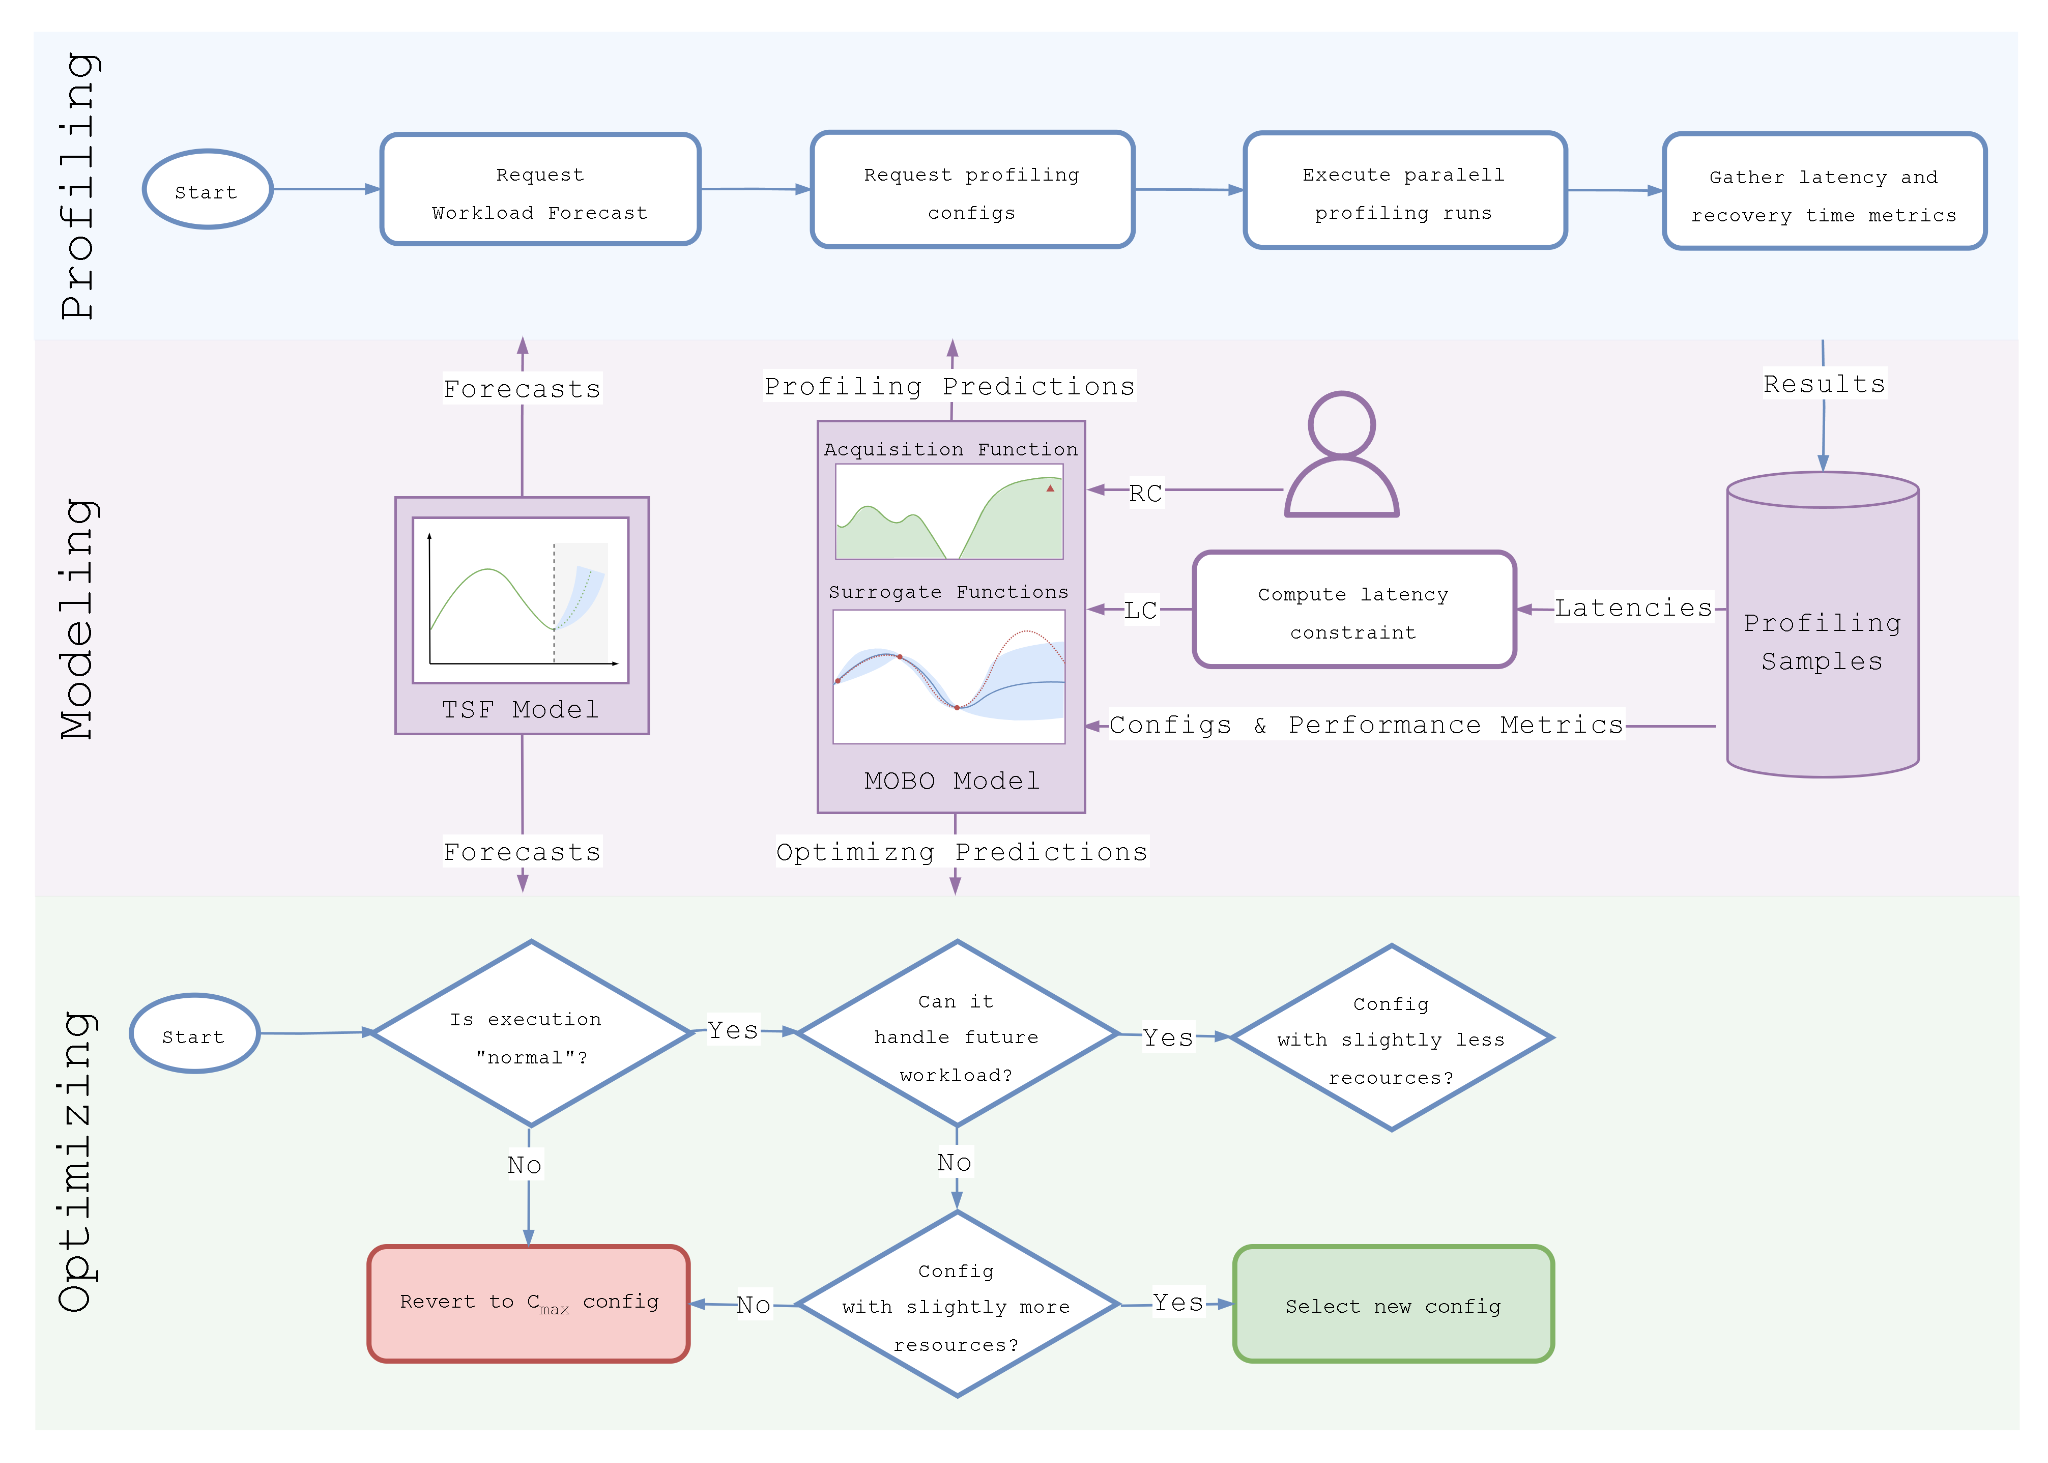 Profiling
Start
Request
Workload Forecast
Request profiling
configs
Execute paralell
profiling runs
Gather latency and
recovery time metrics
Modeling
Forecasts
Profiling Predictions
Results
Acquisition Function
RC
Surrogate Functions
LC
Compute latency
constraint
Latencies
Profiling
Samples
TSF Model
Configs & Performance Metrics
MOBO Model
Forecasts
Optimizng Predictions
Optimizing
Start
Is execution
"normal"?
Yes
Can it
handle future
workload?
Yes
Config
with slightly less
recources?
No
No
Revert to Cmax config
No
Config
with slightly more
resources?
Yes
Select new config